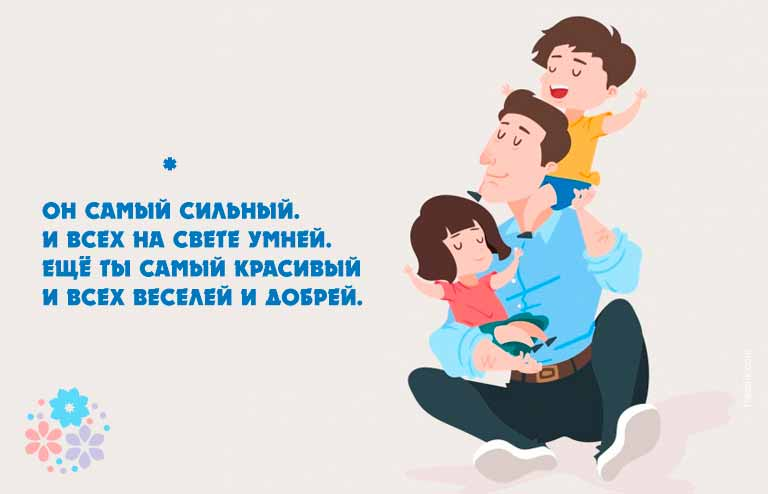 *
ОН САМЫЙ СИЛЬНЫЙ.
И ВСЕХ НА СВЕТЕ УМНЕЙ.
ЕЩЁ ТЫ САМЫЙ КРАСИВЫЙ
И ВСЕХ ВЕСЕЛЕЙ И ДОБРЕЙ.